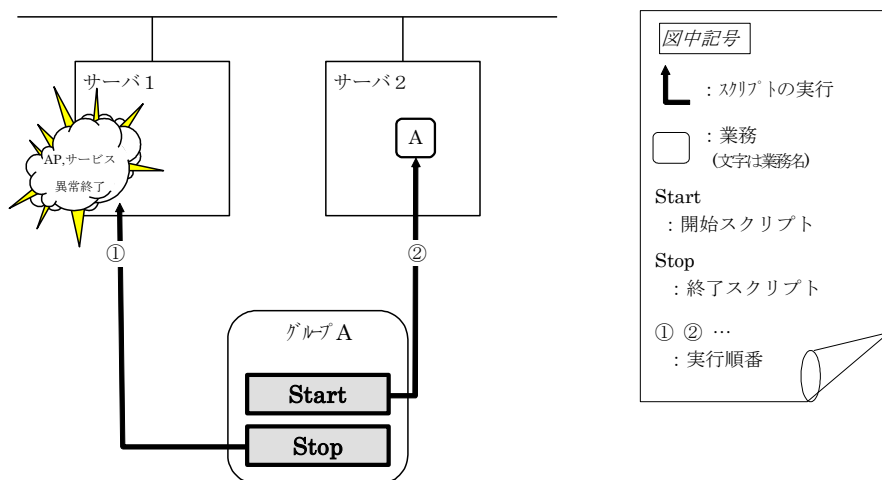 サーバ1
AP,サービス
異常終了
サーバ2
A
①
②
グループA
Start
Stop
図中記号
：スクリプトの実行
：業務
(文字は業務名)
Start
：開始スクリプト
Stop
：終了スクリプト
① ② …
：実行順番